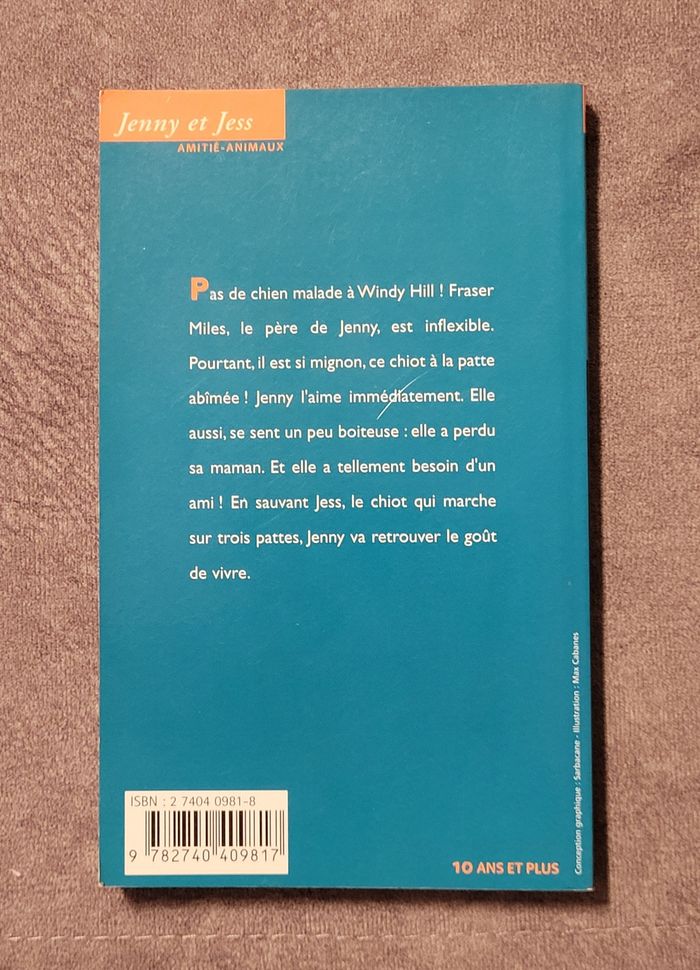 Jenny et Jess
AMITIÉ-ANIMAUX
Pas de chien malade à Windy Hill ! Fraser
Miles, le père de Jenny, est inflexible.
Pourtant, il est si mignon, ce chiot à la patte
abîmée ! Jenny l'aime immédiatement. Elle
aussi, se sent un peu boiteuse : elle a perdu
sa maman. Et elle a tellement besoin d'un
ami ! En sauvant Jess, le chiot qui marche
sur trois pattes, Jenny va retrouver le goût
de vivre.
Conception graphique : Sarbacane - Illustration : Max Cabanes
ISBN : 2 7404 0981-8
9 782740 409817
10 ANS ET PLUS